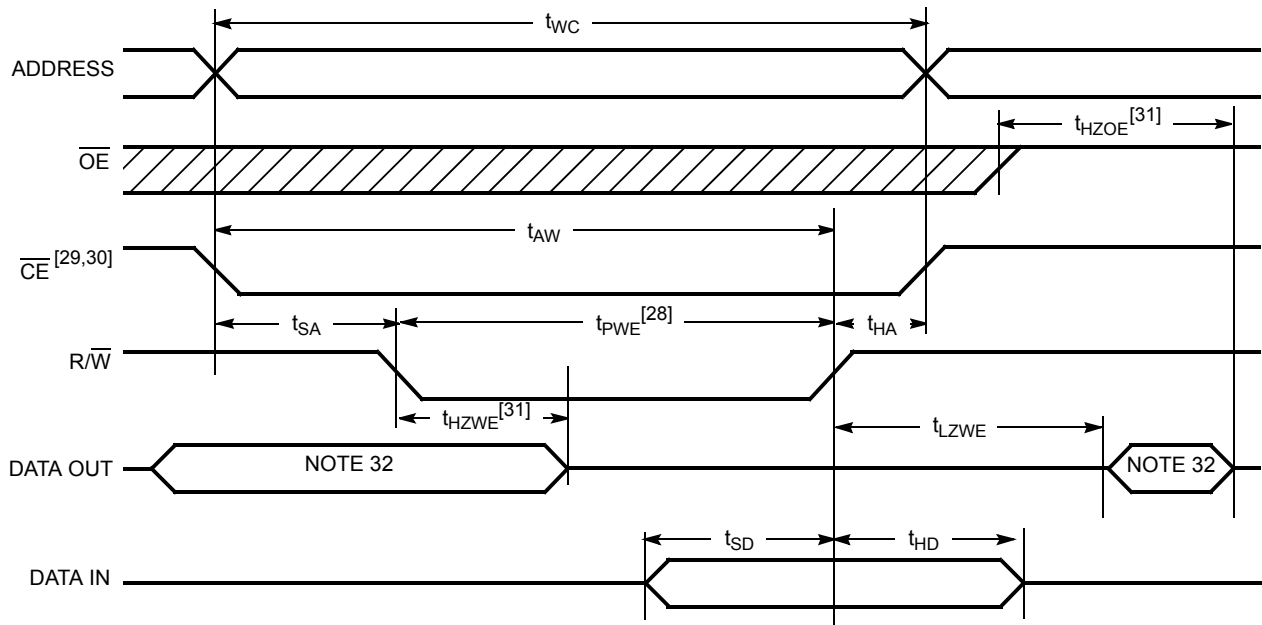 tWC
ADDRESS
tHZOE[31]
OE
tAW
CE [29,30]
tSA
tPWE[28]
tHA
R/W
tHZWE[31]
tLZWE
DATA OUT
NOTE 32
NOTE 32
tSD
tHD
DATA IN